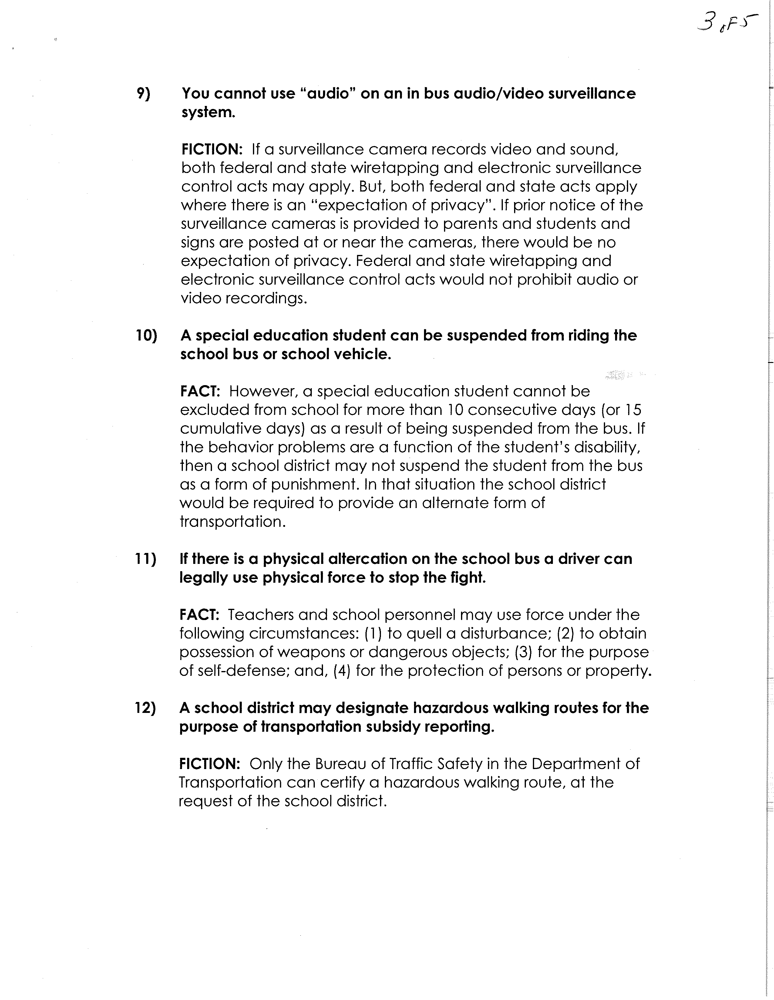 3 of 5
9) You cannot use “audio” on an in bus audio/video surveillance
system.
FICTION: If a surveillance camera records video and sound,
both federal and state wiretapping and electronic surveillance
control acts may apply. But, both federal and state acts apply
where there is an “expectation of privacy”. If prior notice of the
surveillance cameras is provided to parents and students and
signs are posted at or near the cameras, there would be no
expectation of privacy. Federal and state wiretapping and
electronic surveillance control acts would not prohibit audio or
video recordings.
10) A special education student can be suspended from riding the
school bus or school vehicle.
FACT: However, a special education student cannot be
excluded from school for more than 10 consecutive days (or 15
cumulative days) as a result of being suspended from the bus. If
the behavior problems are a function of the student's disability,
then a school district may not suspend the student from the bus
as a form of punishment. In that situation the school district
would be required to provide an alternate form of
transportation.
11) If there is a physical altercation on the school bus a driver can
legally use physical force to stop the fight.
FACT: Teachers and school personnel may use force under the
following circumstances: (1) to quell a disturbance; (2) to obtain
possession of weapons or dangerous objects; (3) for the purpose
of self-defense; and, (4) for the protection of persons or property.
12) A school district may designate hazardous walking routes for the
purpose of transportation subsidy reporting.
FICTION: Only the Bureau of Traffic Safety in the Department of
Transportation can certify a hazardous walking route, at the
request of the school district.